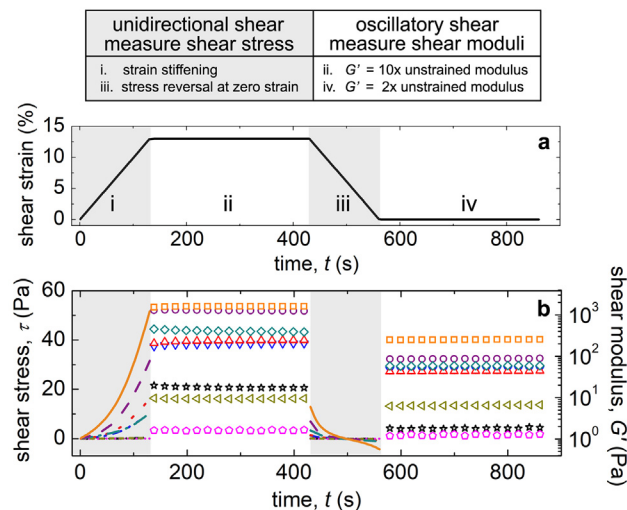 unidirectional shear
measure shear stress
oscillatory shear
measure shear moduli
i. strain stiffening
iii. stress reversal at zero strain
ii. G' = 10x unstrained modulus
iv. G' = 2x unstrained modulus
15
10
5
0
shear strain (%)
a
i
ii
iii
iv
0 200 400 600 800
time, t (s)
60
40
20
0
shear stress, τ (Pa)
b
10³
10²
10¹
10⁰
shear modulus, G'
(Pa)
0 200 400 600 800
time, t (s)